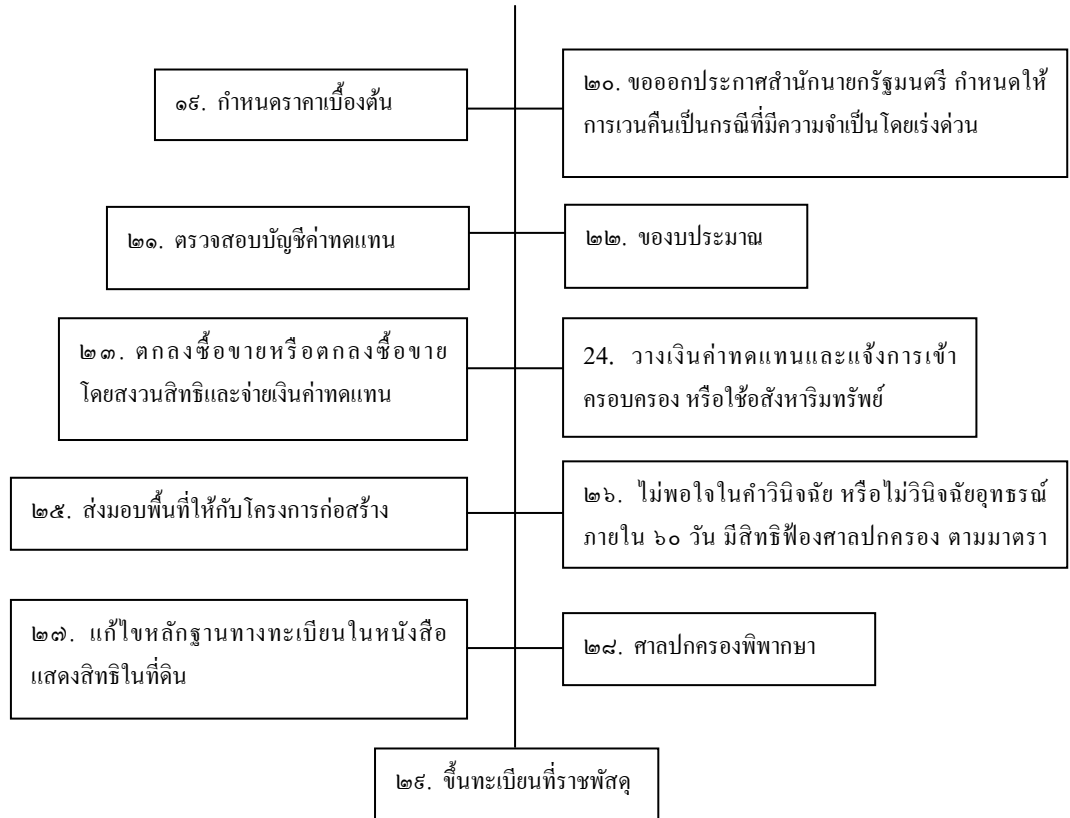 ๑๙. กำหนดราคาเบื้องต้น
๒๐. ขอออกประกาศสำนักนายกรัฐมนตรี กำหนดให้
การเวนคืนเป็นกรณีที่มีความจำเป็นโดยเร่งด่วน
๒๑. ตรวจสอบบัญชีค่าทดแทน
๒๒. ของบประมาณ
๒๓. ตกลงซื้อขายหรือตกลงซื้อขาย
โดยสงวนสิทธิและจ่ายเงินค่าทดแทน
24. วางเงินค่าทดแทนและแจ้งการเข้า
ครอบครอง หรือใช้อสังหาริมทรัพย์
๒๕. ส่งมอบพื้นที่ให้กับโครงการก่อสร้าง
๒๖. ไม่พอใจในคำวินิจฉัย หรือไม่วินิจฉัยอุทธรณ์
ภายใน ๖๐ วัน มีสิทธิฟ้องศาลปกครอง ตามมาตรา
๒๗. แก้ไขหลักฐานทางทะเบียนในหนังสือ
แสดงสิทธิในที่ดิน
๒๘. ศาลปกครองพิพากษา
๒๙. ขึ้นทะเบียนที่ราชพัสดุ